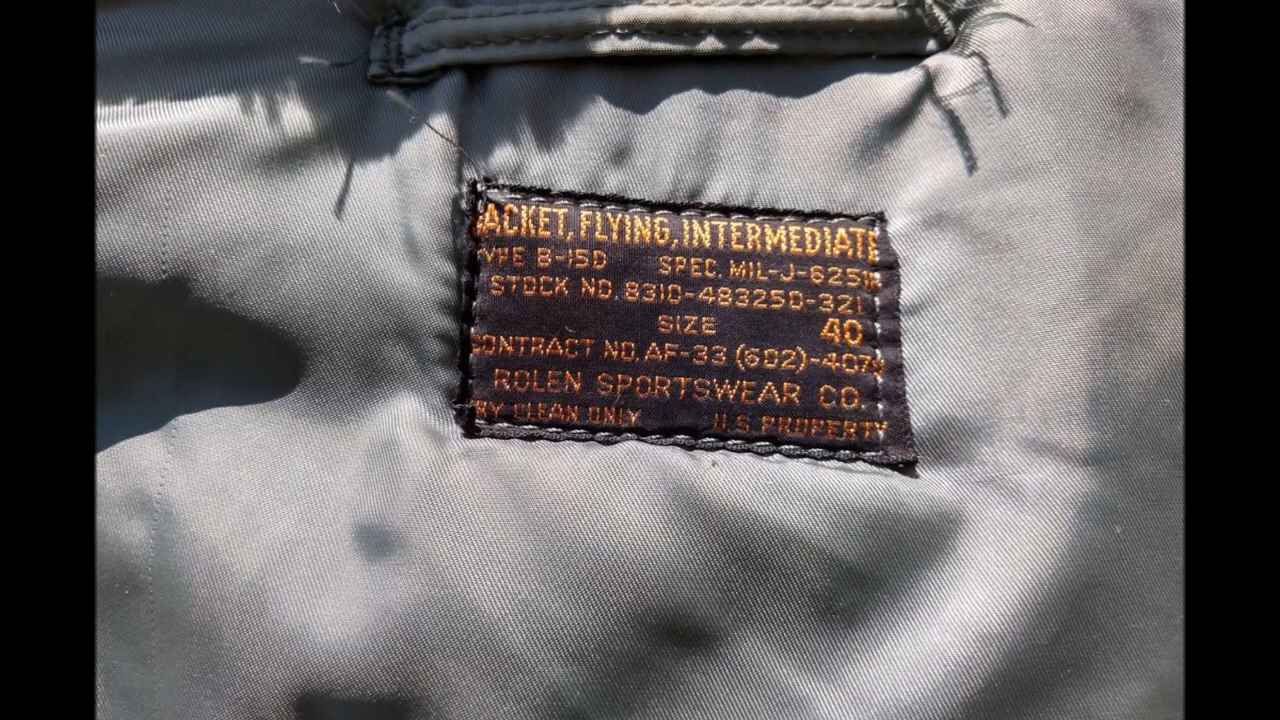 ACKET, FLYING, INTERMEDIATE
YPE B-15D SPEC. MIL-J-6251
STOCK NO. 8310-483250-321
SIZE 40
CONTRACT NO. AF-33 (602)-407
ROLEN SPORTSWEAR CO.
RY CLEAN ONLY U S PROPERTY